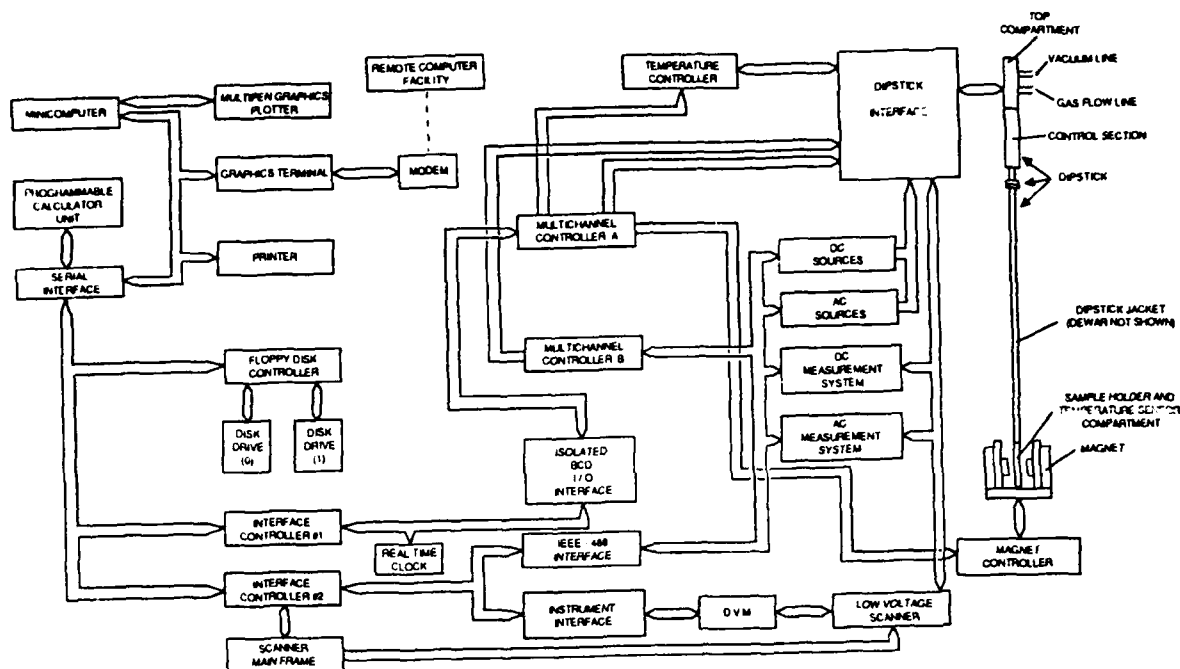 TOP
COMPARTMENT
VACUUM LINE
GAS FLOW LINE
CONTROL SECTION
DIPSTICK
DIPSTICK JACKET
(DEWAR NOT SHOWN)
SAMPLE HOLDER AND
TEMPERATURE SENSOR
COMPARTMENT
MAGNET
MAGNET
CONTROLLER
REMOTE COMPUTER
FACILITY
TEMPERATURE
CONTROLLER
DIPSTICK
INTERFACE
MINICOMPUTER
MULTIPEN GRAPHICS
PLOTTER
GRAPHICS TERMINAL
MODEM
PROGRAMMABLE
CALCULATOR
UNIT
SERIAL
INTERFACE
PRINTER
MULTICHANNEL
CONTROLLER A
DC
SOURCES
AC
SOURCES
MULTICHANNEL
CONTROLLER B
DC
MEASUREMENT
SYSTEM
AC
MEASUREMENT
SYSTEM
FLOPPY DISK
CONTROLLER
DISK
DRIVE
(0)
DISK
DRIVE
(1)
ISOLATED
BCD
I/O
INTERFACE
INTERFACE
CONTROLLER #1
REAL TIME
CLOCK
IEEE - 488
INTERFACE
INTERFACE
CONTROLLER #2
INSTRUMENT
INTERFACE
DVM
LOW VOLTAGE
SCANNER
SCANNER
MAIN FRAME